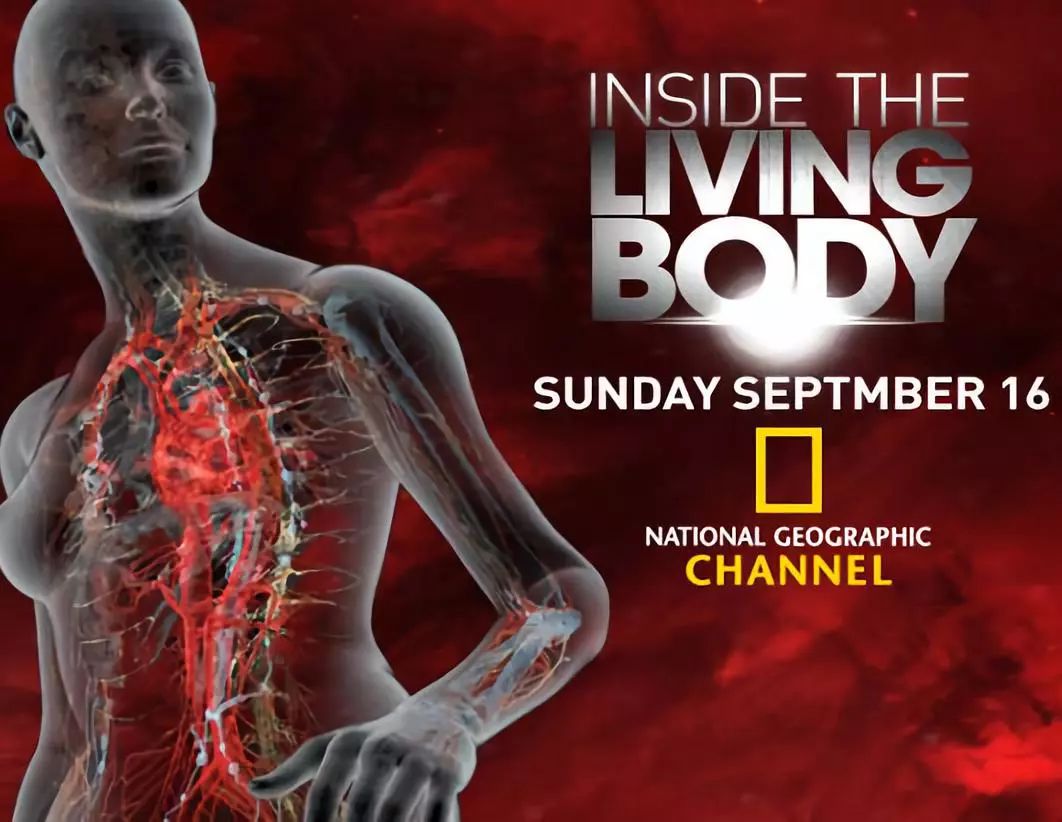 INSIDE THE
LIVING
BODY
SUNDAY SEPTMBER 16
NATIONAL GEOGRAPHIC
CHANNEL